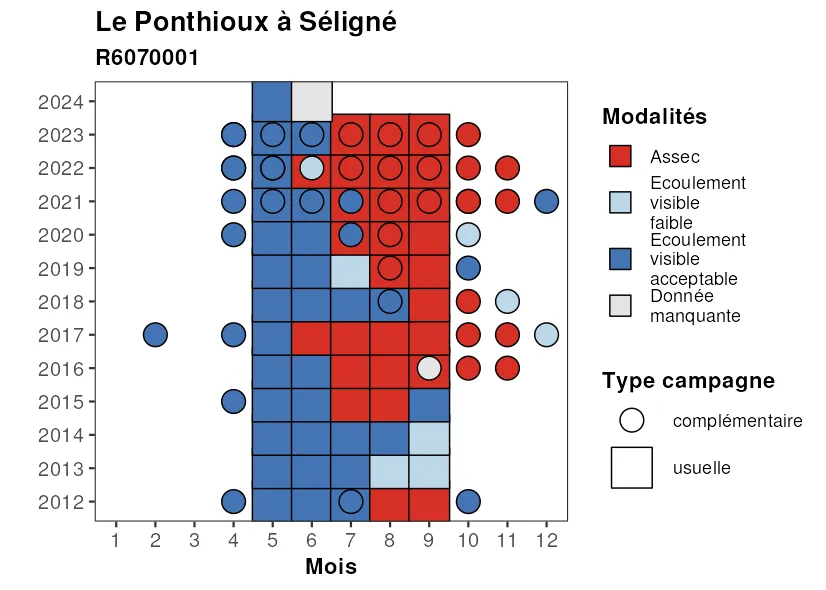 Le Ponthioux à Séligné
R6070001
2024
2023
2022
2021
2020
2019
2018
2017
2016
2015
2014
2013
2012
1 2 3 4 5 6 7 8 9 10 11 12
Mois
Modalités
Assec
Ecoulement
visible
faible
Ecoulement
visible
acceptable
Donnée
manquante
Type campagne
complémentaire
usuelle